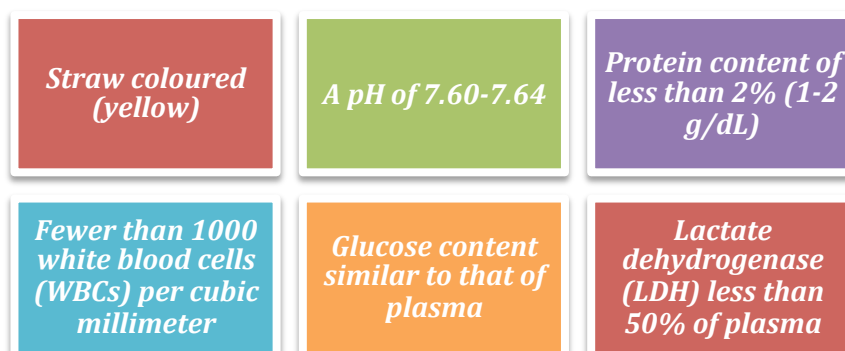 Straw coloured
(yellow)
A pH of 7.60-7.64
Protein content of
less than 2% (1-2
g/dL)
Fewer than 1000
white blood cells
(WBCs) per cubic
millimeter
Glucose content
similar to that of
plasma
Lactate
dehydrogenase
(LDH) less than
50% of plasma